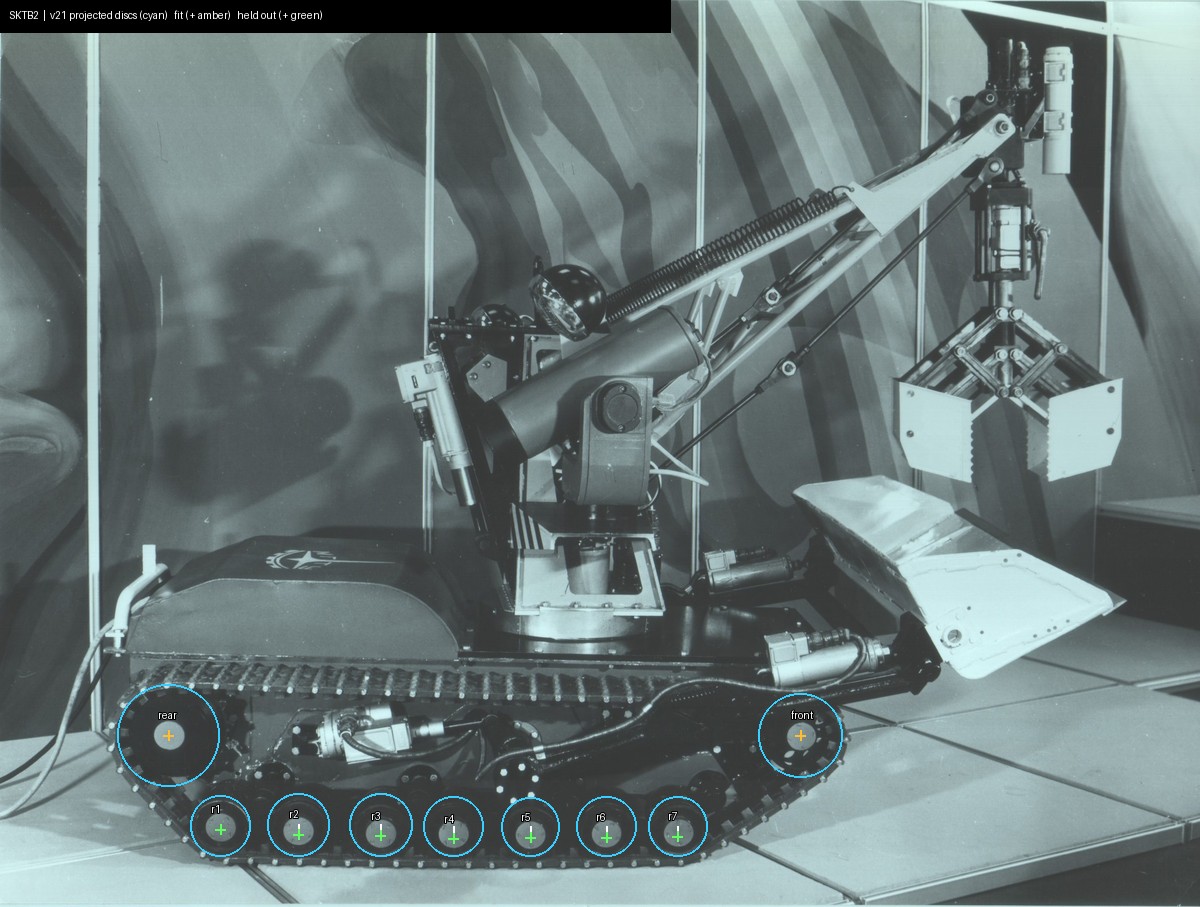 SKTB2 | v21 projected discs (cyan) fit (+ amber) held out (+ green)
rear
front
r1
r2
r3
r4
r5
r6
r7